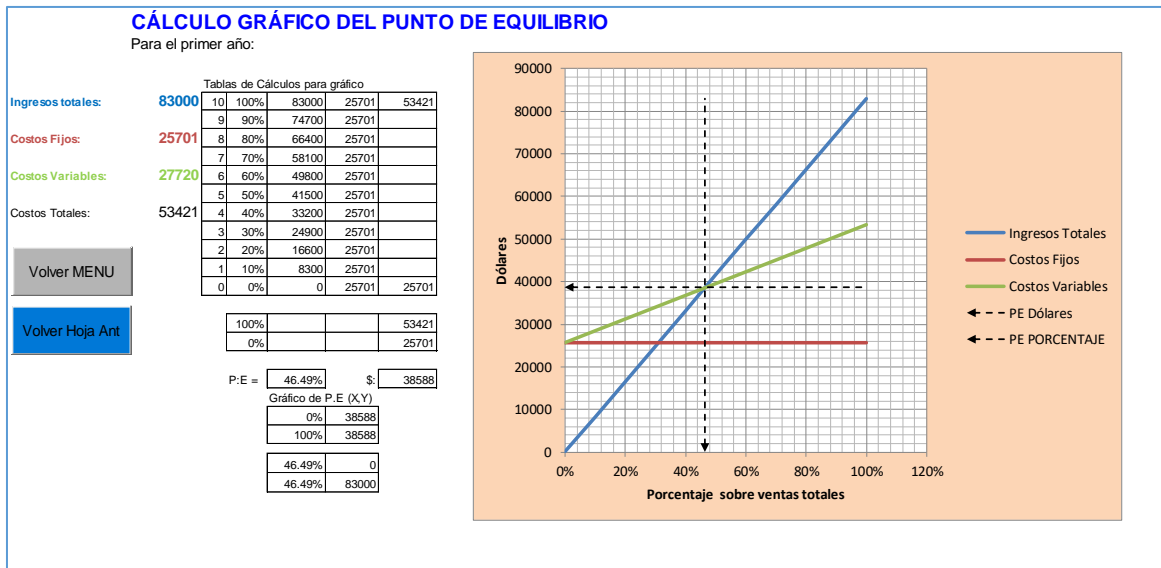 CÁLCULO GRÁFICO DEL PUNTO DE EQUILIBRIO
Para el primer año:
Tablas de Cálculos para gráfico
Ingresos totales: 83000 10 100% 83000 25701 53421
9 90% 74700 25701
Costos Fijos: 25701 8 80% 66400 25701
7 70% 58100 25701
Costos Variables: 27720 6 60% 49800 25701
5 50% 41500 25701
Costos Totales: 53421 4 40% 33200 25701
3 30% 24900 25701
2 20% 16600 25701
1 10% 8300 25701
0 0% 0 25701 25701
Volver MENU
Volver Hoja Ant
100% 53421
0% 25701
P:E = 46.49% $: 38588
Gráfico de P.E (X,Y)
0% 38588
100% 38588
46.49% 0
46.49% 83000
90000
80000
70000
60000
50000
40000
30000
20000
10000
0
Dólares
0% 20% 40% 60% 80% 100% 120%
Porcentaje sobre ventas totales
Ingresos Totales
Costos Fijos
Costos Variables
PE Dólares
PE PORCENTAJE